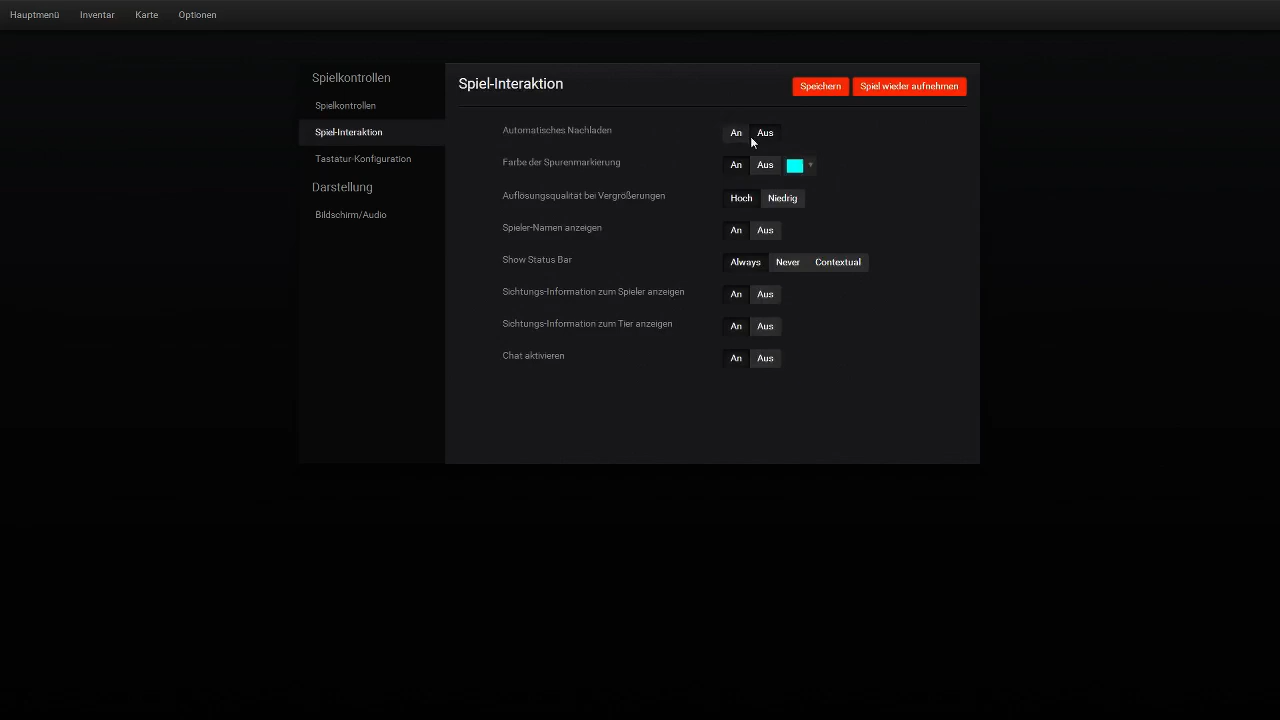 Hauptmenü Inventar Karte Optionen
Spielkontrollen
Spielkontrollen
Spiel-Interaktion
Tastatur-Konfiguration
Darstellung
Bildschirm/Audio
Spiel-Interaktion Speichern Spiel wieder aufnehmen
Automatisches Nachladen An Aus
Farbe der Spurenmarkierung An Aus
Auflösungsqualität bei Vergrößerungen Hoch Niedrig
Spieler-Namen anzeigen An Aus
Show Status Bar Always Never Contextual
Sichtungs-Information zum Spieler anzeigen An Aus
Sichtungs-Information zum Tier anzeigen An Aus
Chat aktivieren An Aus